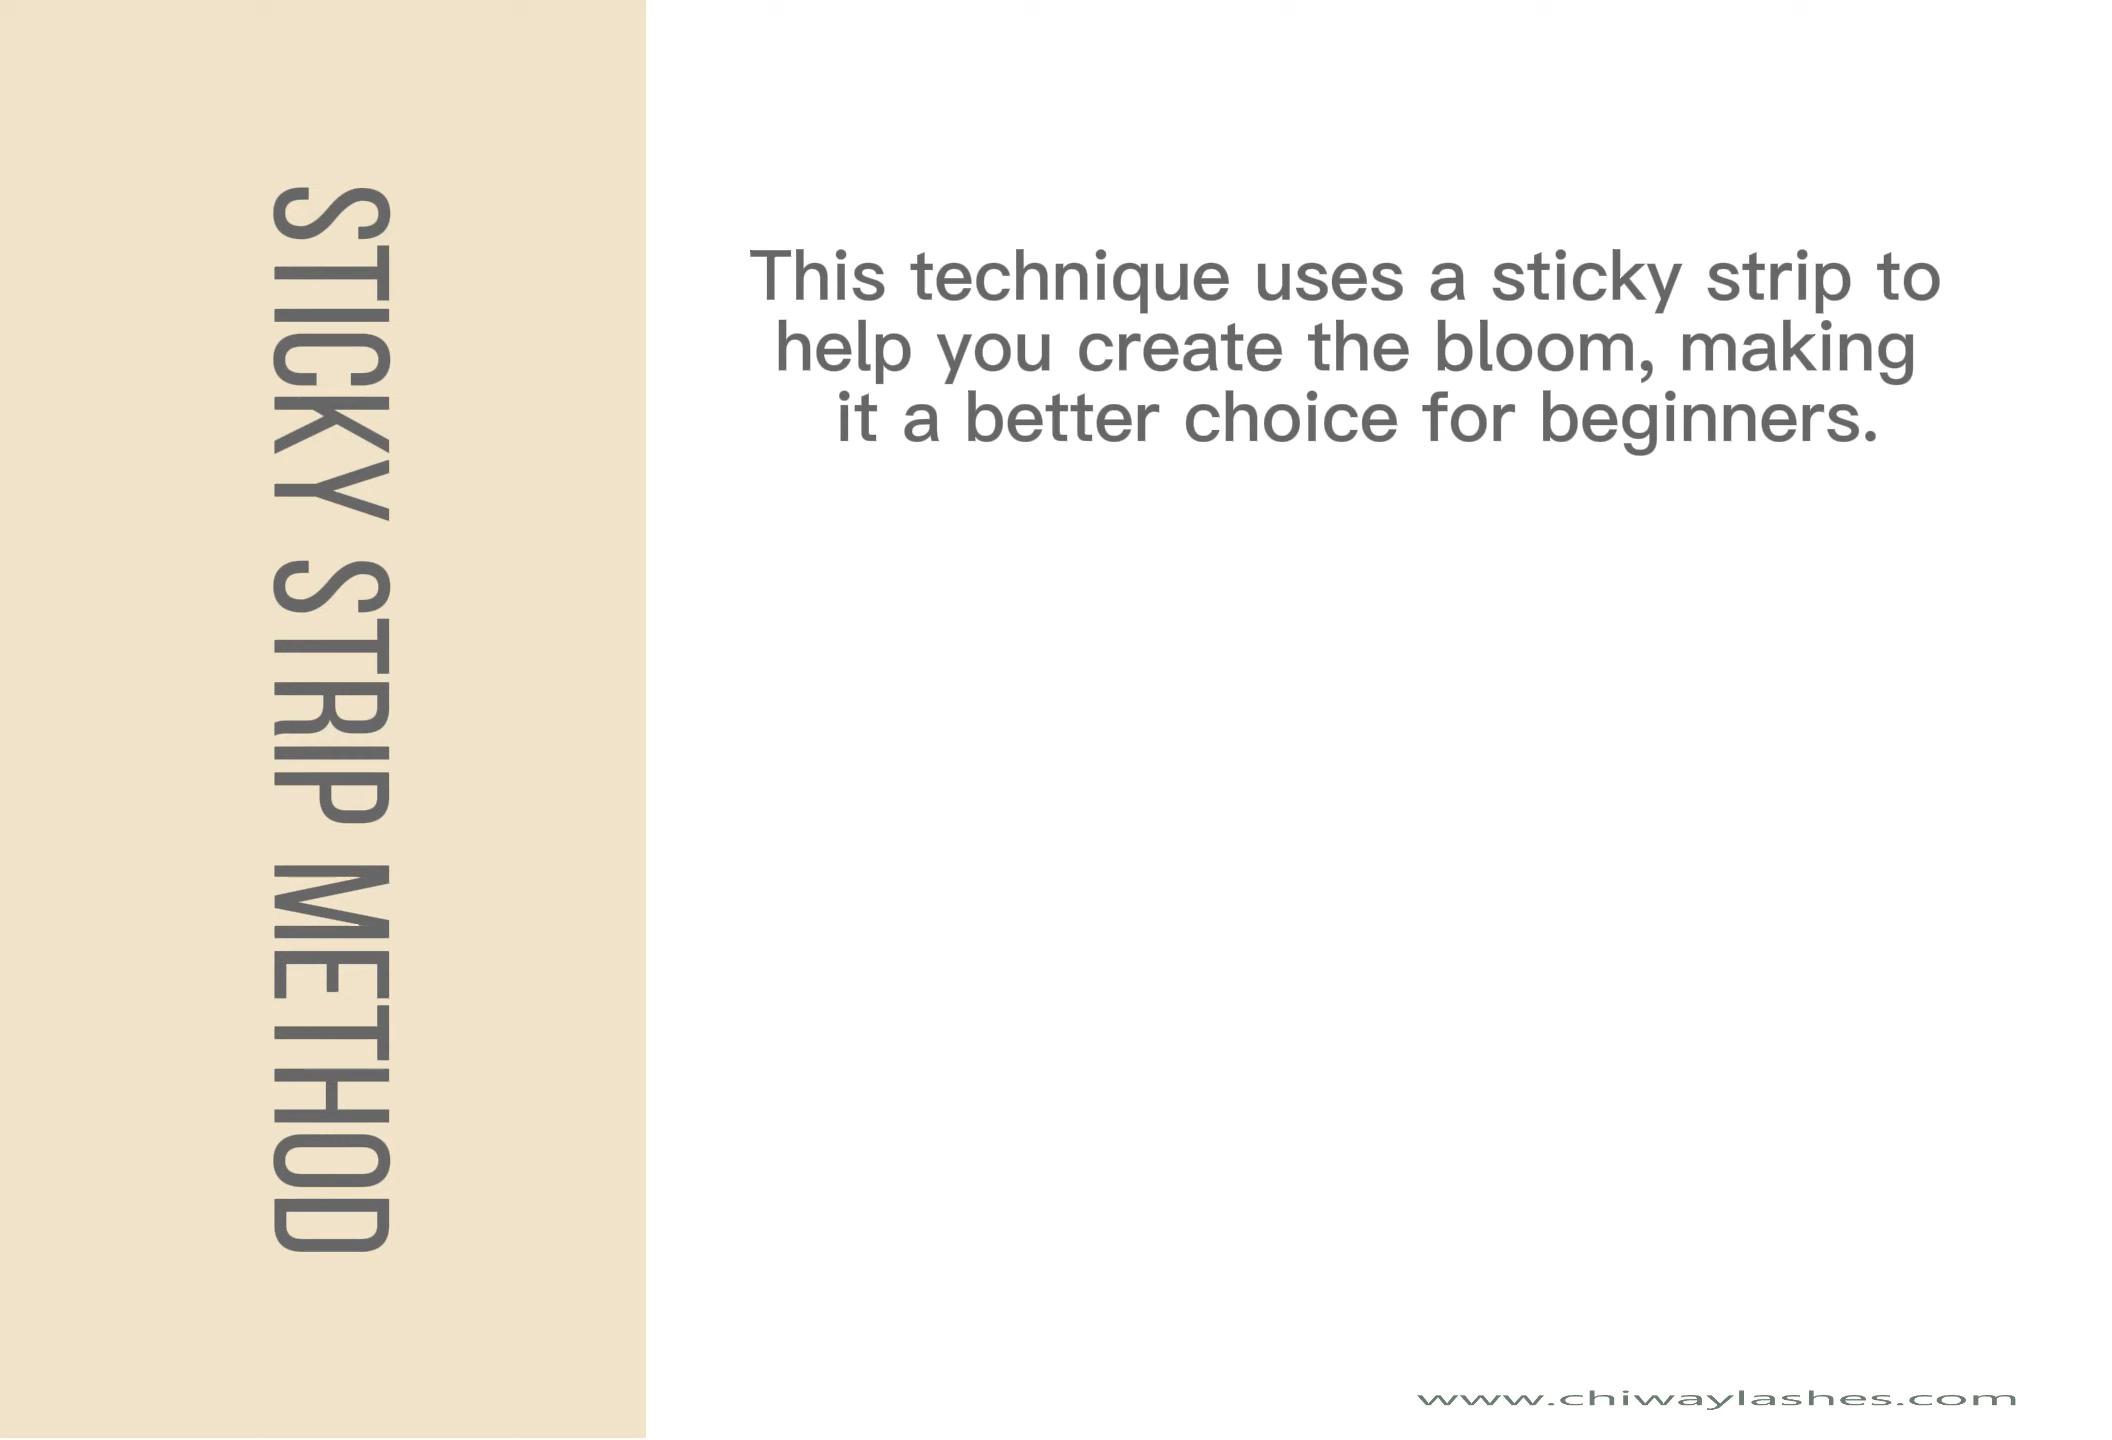 STICKY STRIP METHOD
This technique uses a sticky strip to
help you create the bloom, making
it a better choice for beginners.
www.chiwaylashes.com